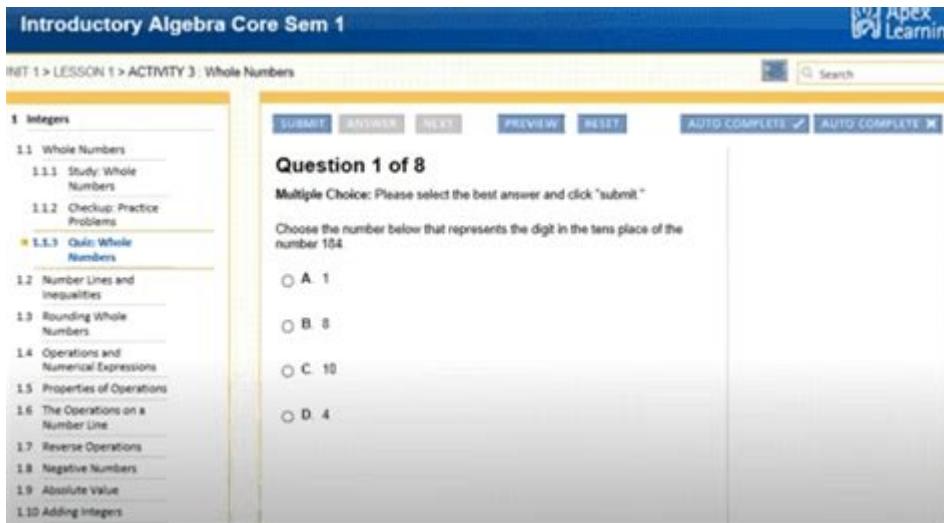 Introductory Algebra Core Sem 1
Apex
Learnin
NIT 1 > LESSON 1 > ACTIVITY 3 : Whole Numbers
Search
1 Integers
1.1 Whole Numbers
1.1.1 Study: Whole
Numbers
1.1.2 Checkup: Practice
Problems
1.1.3 Quiz: Whole
Numbers
1.2 Number Lines and
Inequalities
1.3 Rounding Whole
Numbers
1.4 Operations and
Numerical Expressions
1.5 Properties of Operations
1.6 The Operations on a
Number Line
1.7 Reverse Operations
1.8 Negative Numbers
1.9 Absolute Value
1.10 Adding Integers
SUBMIT ANSWER NEXT PREVIEW RESET AUTO COMPLETE ✓ AUTO COMPLETE ✖
Question 1 of 8
Multiple Choice: Please select the best answer and click "submit."
Choose the number below that represents the digit in the tens place of the
number 184.
A. 1
B. 8
C. 10
D. 4